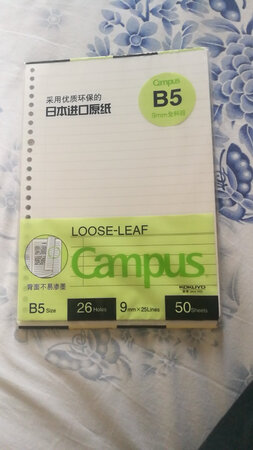 Campus
B5
9mm全科目
采用优质环保的
日本进口原纸
LOOSE-LEAF
Campus
背面不易渗墨
B5 Size
26 Holes
9mm×25Lines
50 Sheets
KOKUYO